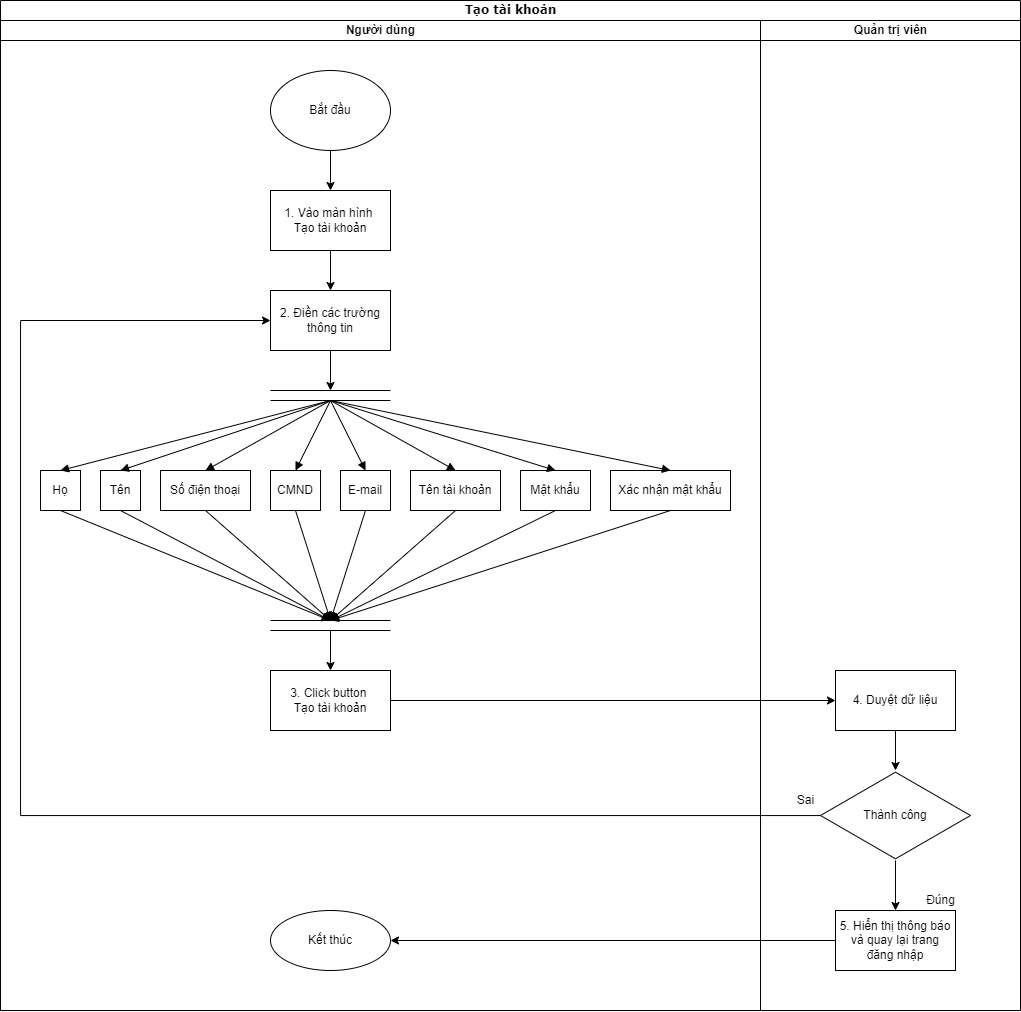 Tạo tài khoản
Người dùng
Quản trị viên
Bắt đầu
1. Vào màn hình
Tạo tài khoản
2. Điền các trường
thông tin
Họ
Tên
Số điện thoại
CMND
E-mail
Tên tài khoản
Mật khẩu
Xác nhận mật khẩu
3. Click button
Tạo tài khoản
4. Duyệt dữ liệu
Sai
Thành công
Đúng
5. Hiển thị thông báo
và quay lại trang
đăng nhập
Kết thúc